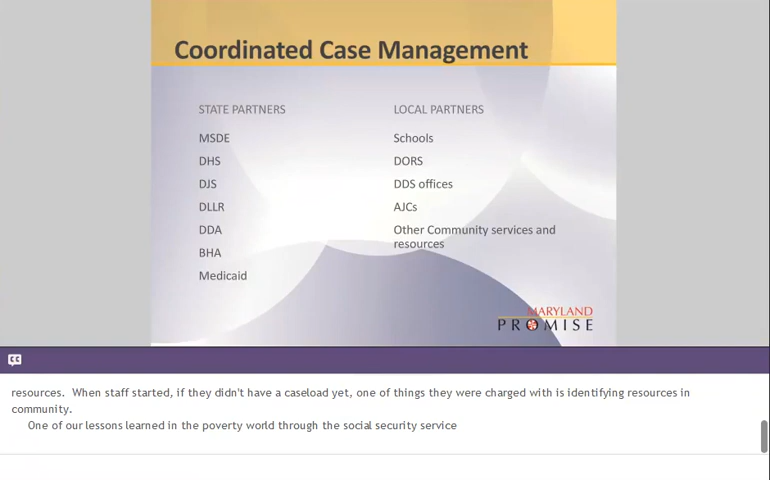 Coordinated Case Management
STATE PARTNERS
MSDE
DHS
DJS
DLLR
DDA
BHA
Medicaid
LOCAL PARTNERS
Schools
DORS
DDS offices
AJCs
Other Community services and
resources
MARYLAND
PROMISE
CC
resources. When staff started, if they didn't have a caseload yet, one of things they were charged with is identifying resources in
community.
One of our lessons learned in the poverty world through the social security service